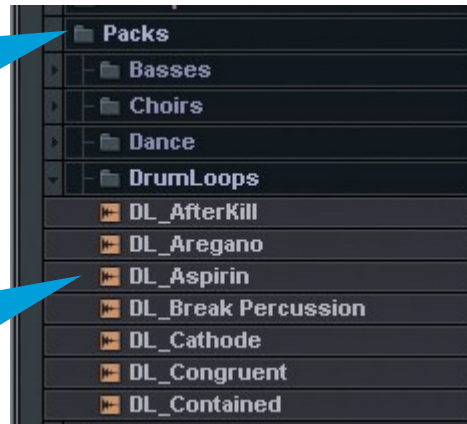 Packs
Basses
Choirs
Dance
DrumLoops
DL_AfterKill
DL_Aregano
DL_Aspirin
DL_Break Percussion
DL_Cathode
DL_Congruent
DL_Contained